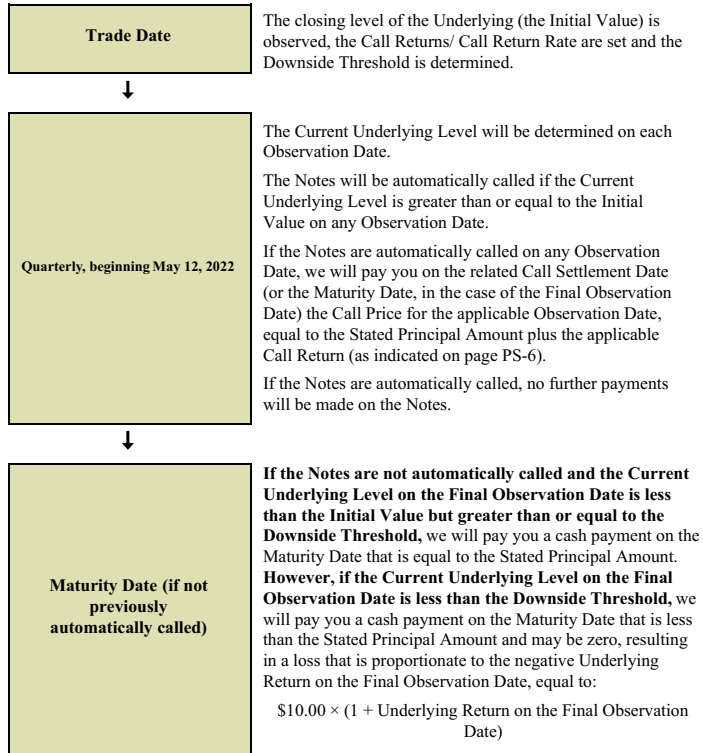 Trade Date
The closing level of the Underlying (the Initial Value) is
observed, the Call Returns/ Call Return Rate are set and the
Downside Threshold is determined.
Quarterly, beginning May 12, 2022
The Current Underlying Level will be determined on each
Observation Date.
The Notes will be automatically called if the Current
Underlying Level is greater than or equal to the Initial
Value on any Observation Date.
If the Notes are automatically called on any Observation
Date, we will pay you on the related Call Settlement Date
(or the Maturity Date, in the case of the Final Observation
Date) the Call Price for the applicable Observation Date,
equal to the Stated Principal Amount plus the applicable
Call Return (as indicated on page PS-6).
If the Notes are automatically called, no further payments
will be made on the Notes.
Maturity Date (if not
previously
automatically called)
If the Notes are not automatically called and the Current
Underlying Level on the Final Observation Date is less
than the Initial Value but greater than or equal to the
Downside Threshold, we will pay you a cash payment on the
Maturity Date that is equal to the Stated Principal Amount.
However, if the Current Underlying Level on the Final
Observation Date is less than the Downside Threshold, we
will pay you a cash payment on the Maturity Date that is less
than the Stated Principal Amount and may be zero, resulting
in a loss that is proportionate to the negative Underlying
Return on the Final Observation Date, equal to:
$10.00 × (1 + Underlying Return on the Final Observation
Date)